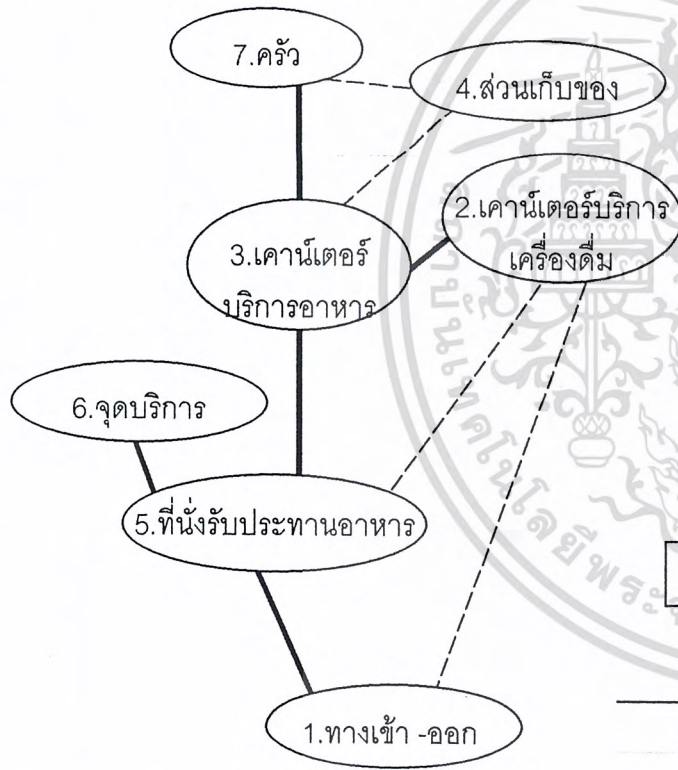 7.ครัว
4.ส่วนเก็บของ
2.เคาน์เตอร์บริการ
เครื่องดื่ม
3.เคาน์เตอร์
บริการอาหาร
6.จุดบริการ
5.ที่นั่งรับประทานอาหาร
1.ทางเข้า -ออก